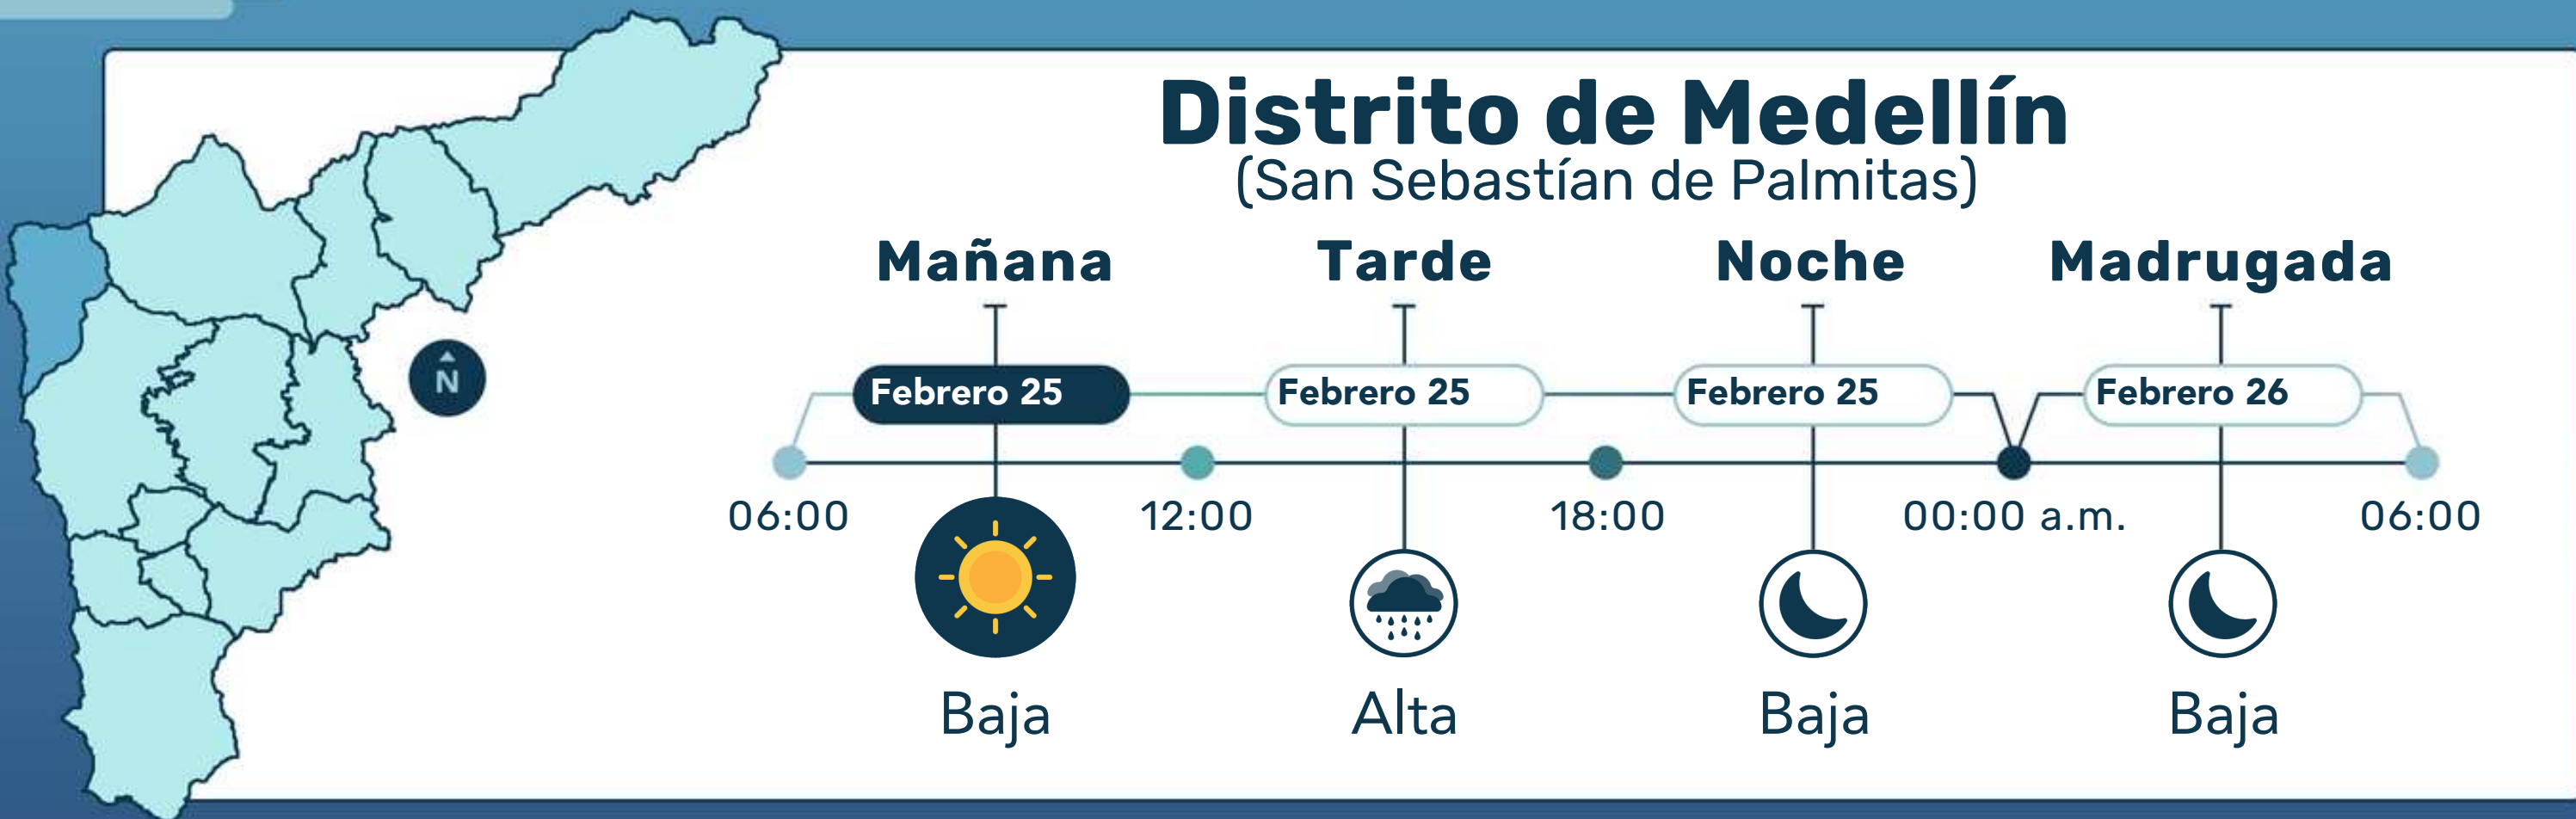 Distrito de Medellín
(San Sebastían de Palmitas)
Mañana Tarde Noche Madrugada
Febrero 25 Febrero 25 Febrero 25 Febrero 26
N
06:00 12:00 18:00 00:00 a.m. 06:00
Baja Alta Baja Baja